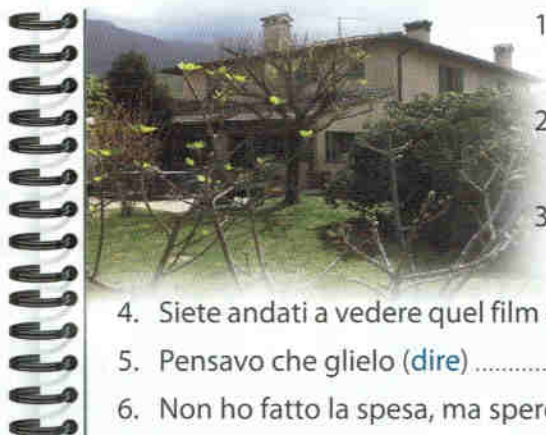 1
2
3
4. Siete andati a vedere quel film
5. Pensavo che glielo (dire) ............
6. Non ho fatto la spesa, ma